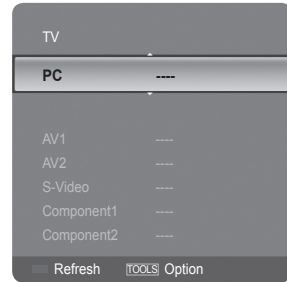 TV
PC ----
AV1 ----
AV2 ----
S-Video ----
Component1 ----
Component2 ----
Refresh TOOLS Option